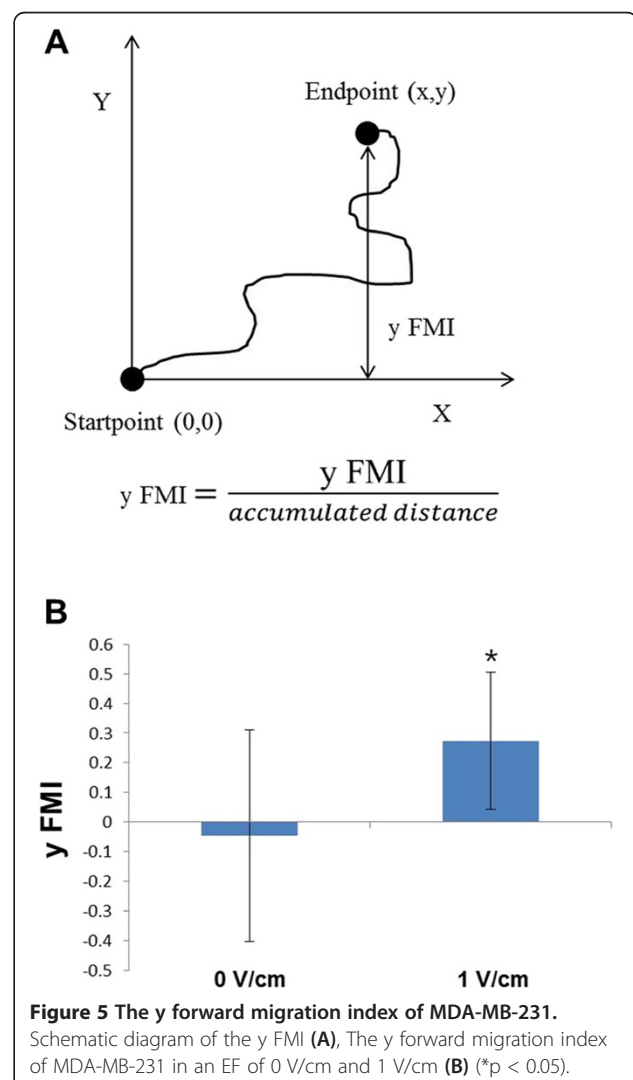 A
Y
Endpoint (x,y)
y FMI
Startpoint (0,0)
X
y FMI = y FMI / accumulated distance
B
y FMI
0.6
0.5
0.4
0.3
0.2
0.1
0
-0.1
-0.2
-0.3
-0.4
-0.5
*
0 V/cm
1 V/cm
Figure 5 The y forward migration index of MDA-MB-231.
Schematic diagram of the y FMI (A), The y forward migration index
of MDA-MB-231 in an EF of 0 V/cm and 1 V/cm (B) (*p < 0.05).